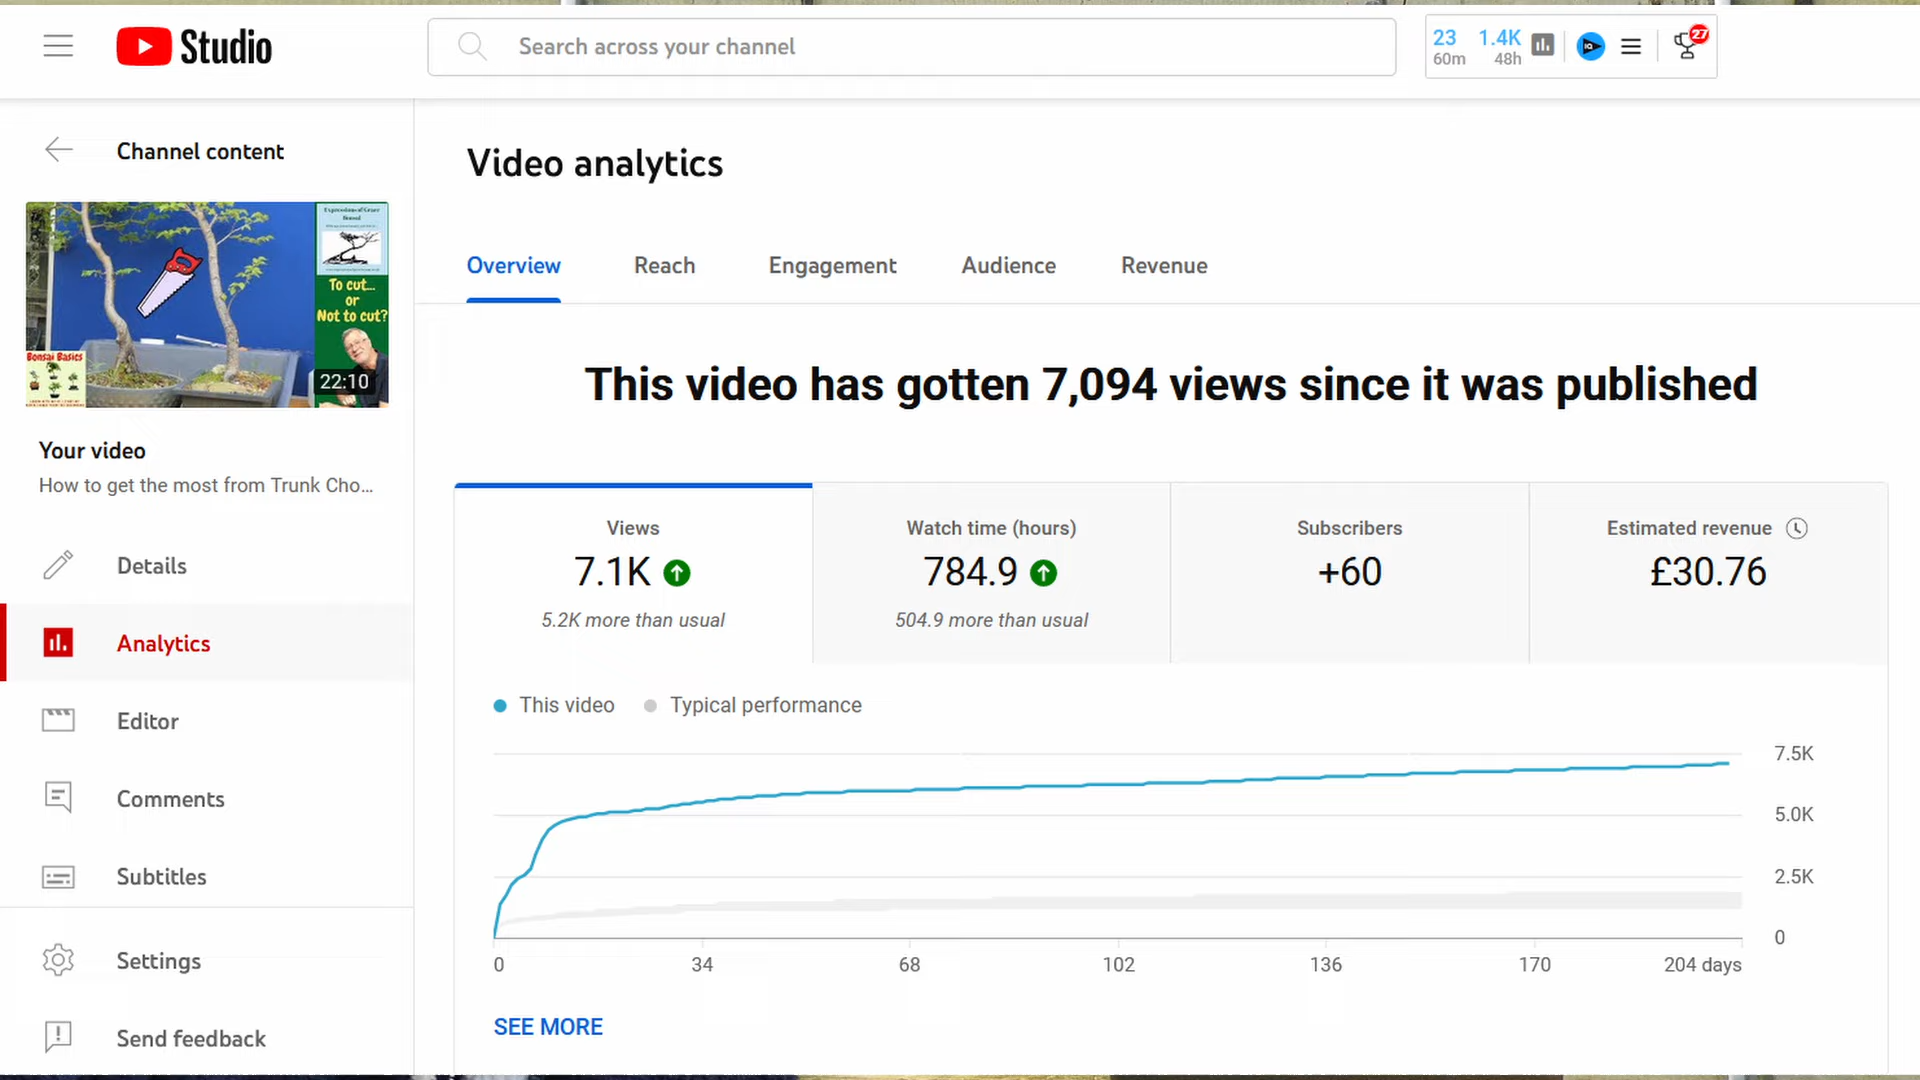 Studio
Search across your channel
23 1.4K
60m 48h
IQ
27
Channel content
Expressions of Grace
Bonsai
To cut...
or
Not to cut?
Bonsai Basics
22:10
Your video
How to get the most from Trunk Cho...
Details
Analytics
Editor
Comments
Subtitles
Settings
Send feedback
Video analytics
Overview Reach Engagement Audience Revenue
This video has gotten 7,094 views since it was published
Views
7.1K
5.2K more than usual
Watch time (hours)
784.9
504.9 more than usual
Subscribers
+60
Estimated revenue
£30.76
This video Typical performance
7.5K
5.0K
2.5K
0
0 34 68 102 136 170 204 days
SEE MORE